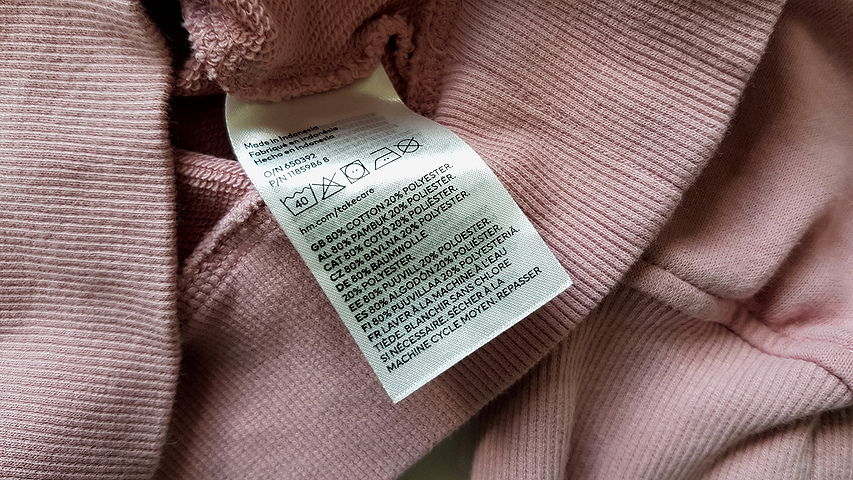 Made in Indonesia
Fabriqué en Indonésie
Hecho en Indonesia
O/N 650392
P/N 1185986 8
40
hm.com/takecare
GB 80% COTTON 20% POLYESTER.
AL 80% PAMBUK 20% POLIESTËR.
CAT 80% COTÓ 20% POLIÈSTER.
CZ 80% BAVLNA 20% POLYESTER.
DE 80% BAUMWOLLE
20% POLYESTER.
EE 80% PUUVILL 20% POLÜESTER.
ES 80% ALGODÓN 20% POLIÉSTER.
FI 80% PUUVILLAA 20% POLYESTERIÄ.
FR LAVER À LA MACHINE À L'EAU
TIÈDE. BLANCHIR SANS CHLORE
SI NÉCESSAIRE. SÉCHER À LA
MACHINE CYCLE MOYEN. REPASSER